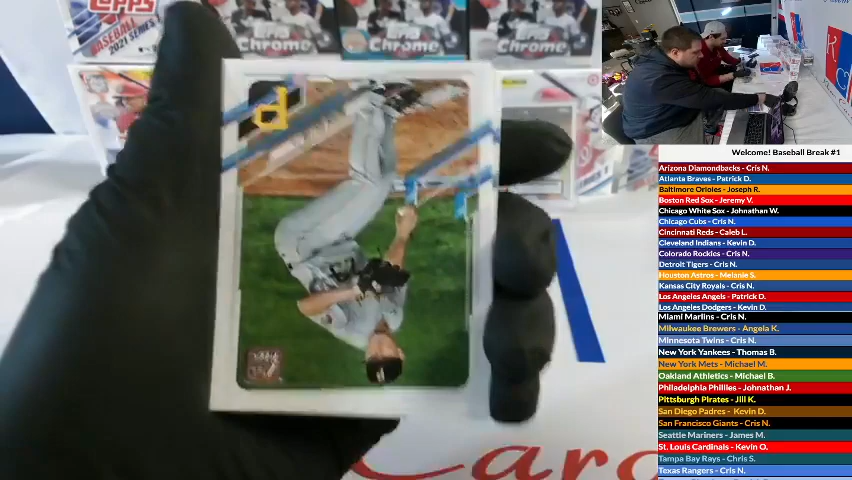 topps
BASEBALL
2021 SERIES
Chrome
Chrome
Chrome
P
Car
Welcome! Baseball Break #1
Arizona Diamondbacks - Cris N.
Atlanta Braves - Patrick D.
Baltimore Orioles - Joseph R.
Boston Red Sox - Jeremy V.
Chicago White Sox - Johnathan W.
Chicago Cubs - Cris N.
Cincinnati Reds - Caleb L.
Cleveland Indians - Kevin D.
Colorado Rockies - Cris N.
Detroit Tigers - Cris N.
Houston Astros - Melanie S.
Kansas City Royals - Cris N.
Los Angeles Angels - Patrick D.
Los Angeles Dodgers - Kevin D.
Miami Marlins - Cris N.
Milwaukee Brewers - Angela K.
Minnesota Twins - Cris N.
New York Yankees - Thomas B.
New York Mets - Michael M.
Oakland Athletics - Michael B.
Philadelphia Phillies - Johnathan J.
Pittsburgh Pirates - Jill K.
San Diego Padres - Kevin D.
San Francisco Giants - Cris N.
Seattle Mariners - James M.
St. Louis Cardinals - Kevin O.
Tampa Bay Rays - Chris S.
Texas Rangers - Cris N.